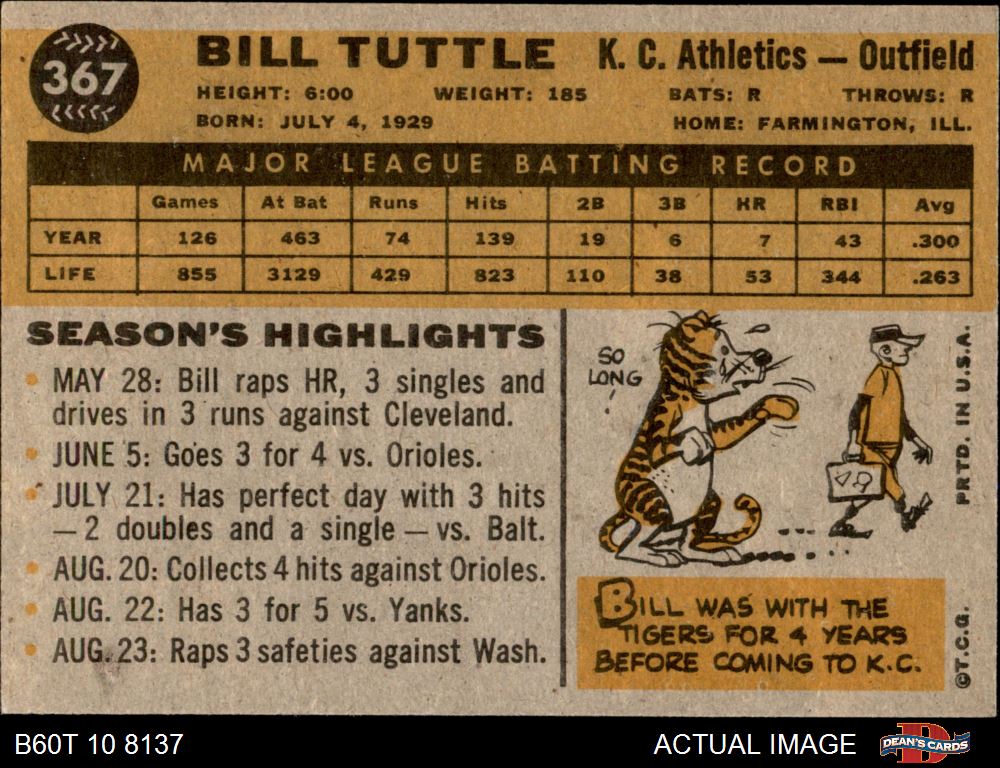 367
BILL TUTTLE K. C. Athletics — Outfield
HEIGHT: 6:00 WEIGHT: 185 BATS: R THROWS: R
BORN: JULY 4, 1929 HOME: FARMINGTON, ILL.
MAJOR LEAGUE BATTING RECORD
Games At Bat Runs Hits 2B 3B HR RBI Avg
YEAR 126 463 74 139 19 6 7 43 .300
LIFE 855 3129 429 823 110 38 53 344 .263
SEASON'S HIGHLIGHTS
MAY 28: Bill raps HR, 3 singles and
drives in 3 runs against Cleveland.
JUNE 5: Goes 3 for 4 vs. Orioles.
JULY 21: Has perfect day with 3 hits
— 2 doubles and a single — vs. Balt.
AUG. 20: Collects 4 hits against Orioles.
AUG. 22: Has 3 for 5 vs. Yanks.
AUG. 23: Raps 3 safeties against Wash.
SO
LONG
BILL WAS WITH THE
TIGERS FOR 4 YEARS
BEFORE COMING TO K.C.
PRTD. IN U.S.A.
©T.C.G.
B60T 10 8137
ACTUAL IMAGE
DEAN'S CARDS